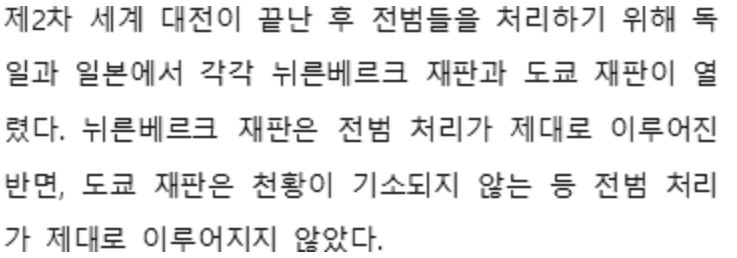 제2차 세계 대전이 끝난 후 전범들을 처리하기 위해 독
일과 일본에서 각각 뉘른베르크 재판과 도쿄 재판이 열
렸다. 뉘른베르크 재판은 전범 처리가 제대로 이루어진
반면, 도쿄 재판은 천황이 기소되지 않는 등 전범 처리
가 제대로 이루어지지 않았다.